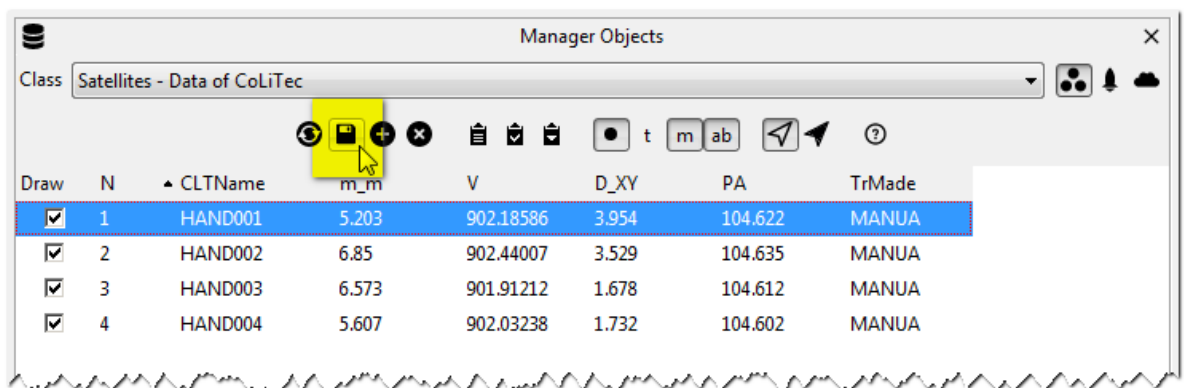 Manager Objects
Class Satellites - Data of CoLiTec
t m ab
Draw N CLTName m_m V D_XY PA TrMade
1 HAND001 5.203 902.18586 3.954 104.622 MANUA
2 HAND002 6.85 902.44007 3.529 104.635 MANUA
3 HAND003 6.573 901.91212 1.678 104.612 MANUA
4 HAND004 5.607 902.03238 1.732 104.602 MANUA